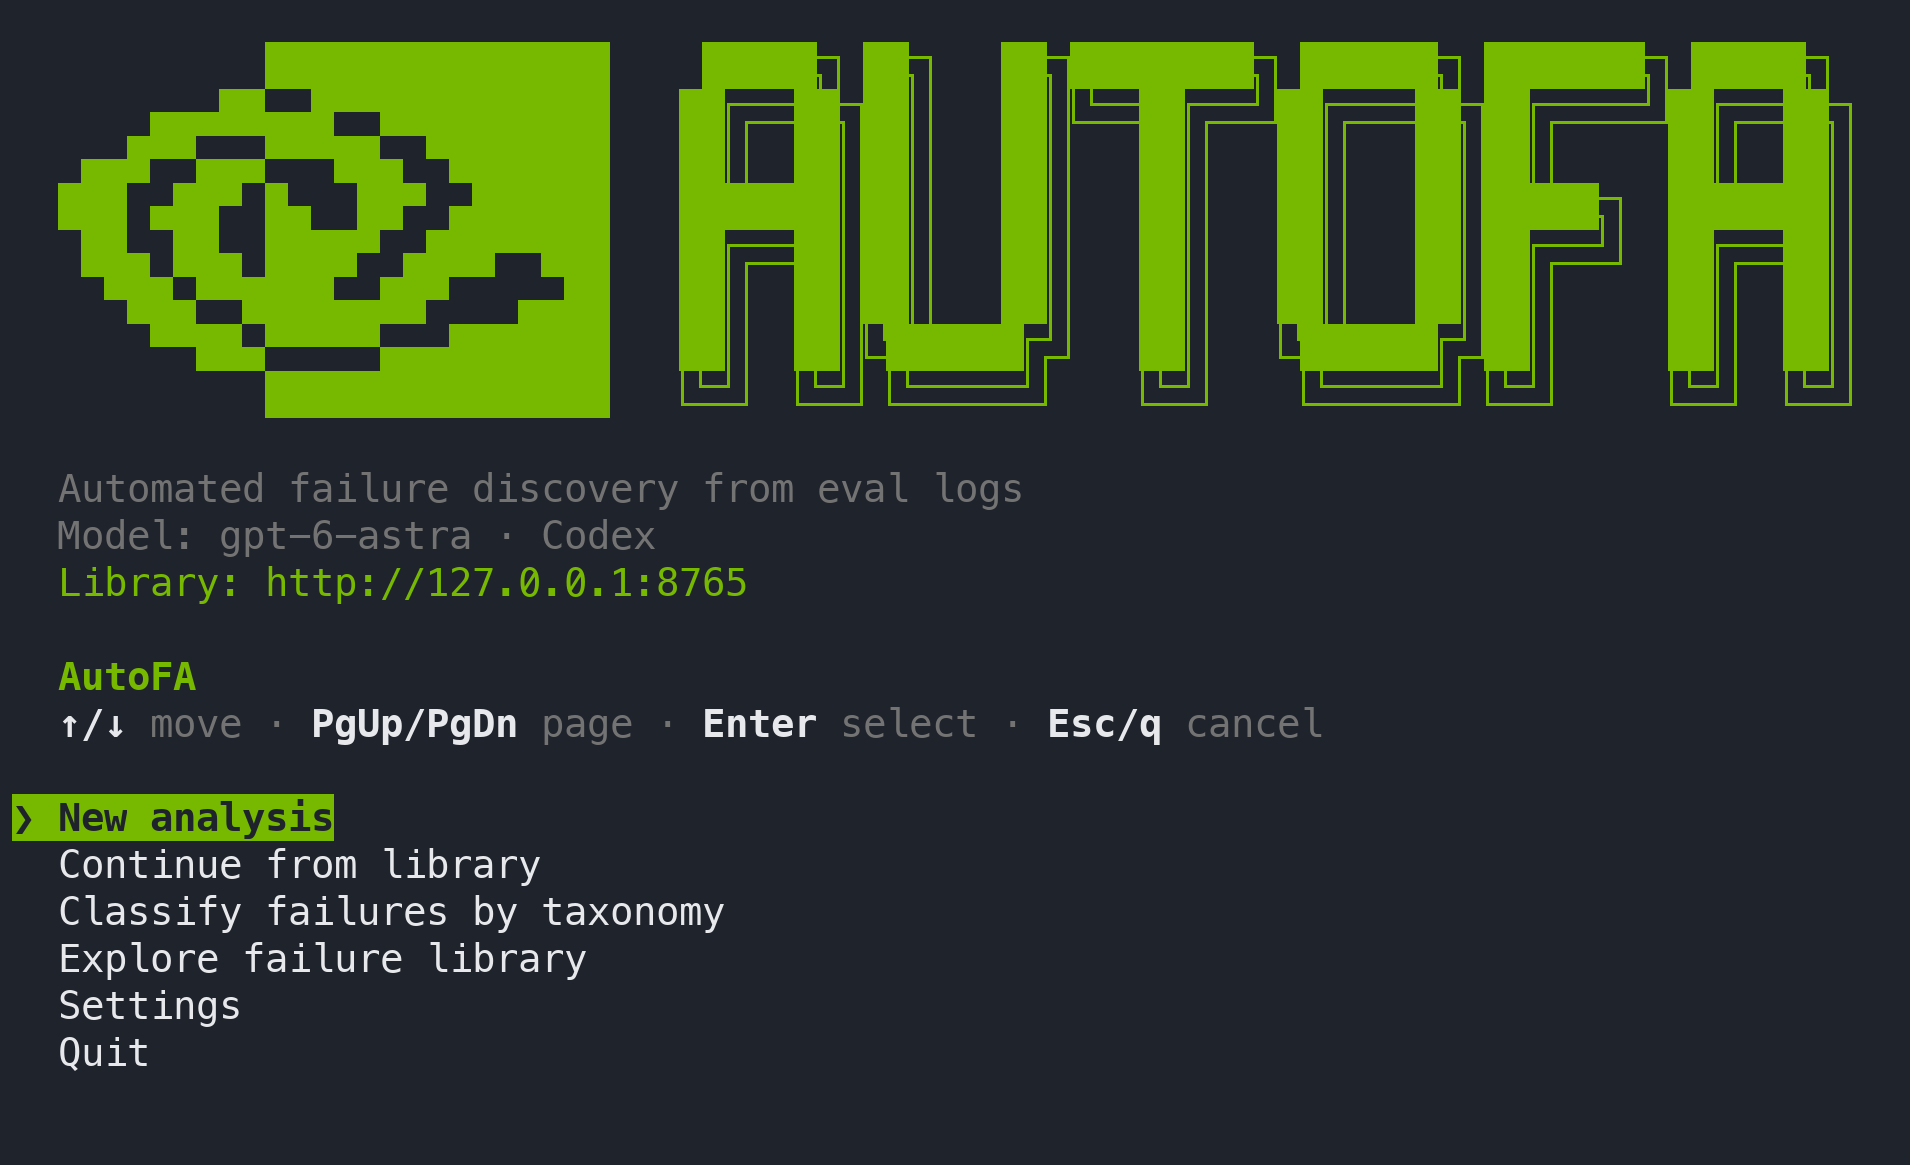 AUTOFA
Automated failure discovery from eval logs
Model: gpt-6-astra · Codex
Library: http://127.0.0.1:8765
AutoFA
↑/↓ move · PgUp/PgDn page · Enter select · Esc/q cancel
❯ New analysis
Continue from library
Classify failures by taxonomy
Explore failure library
Settings
Quit